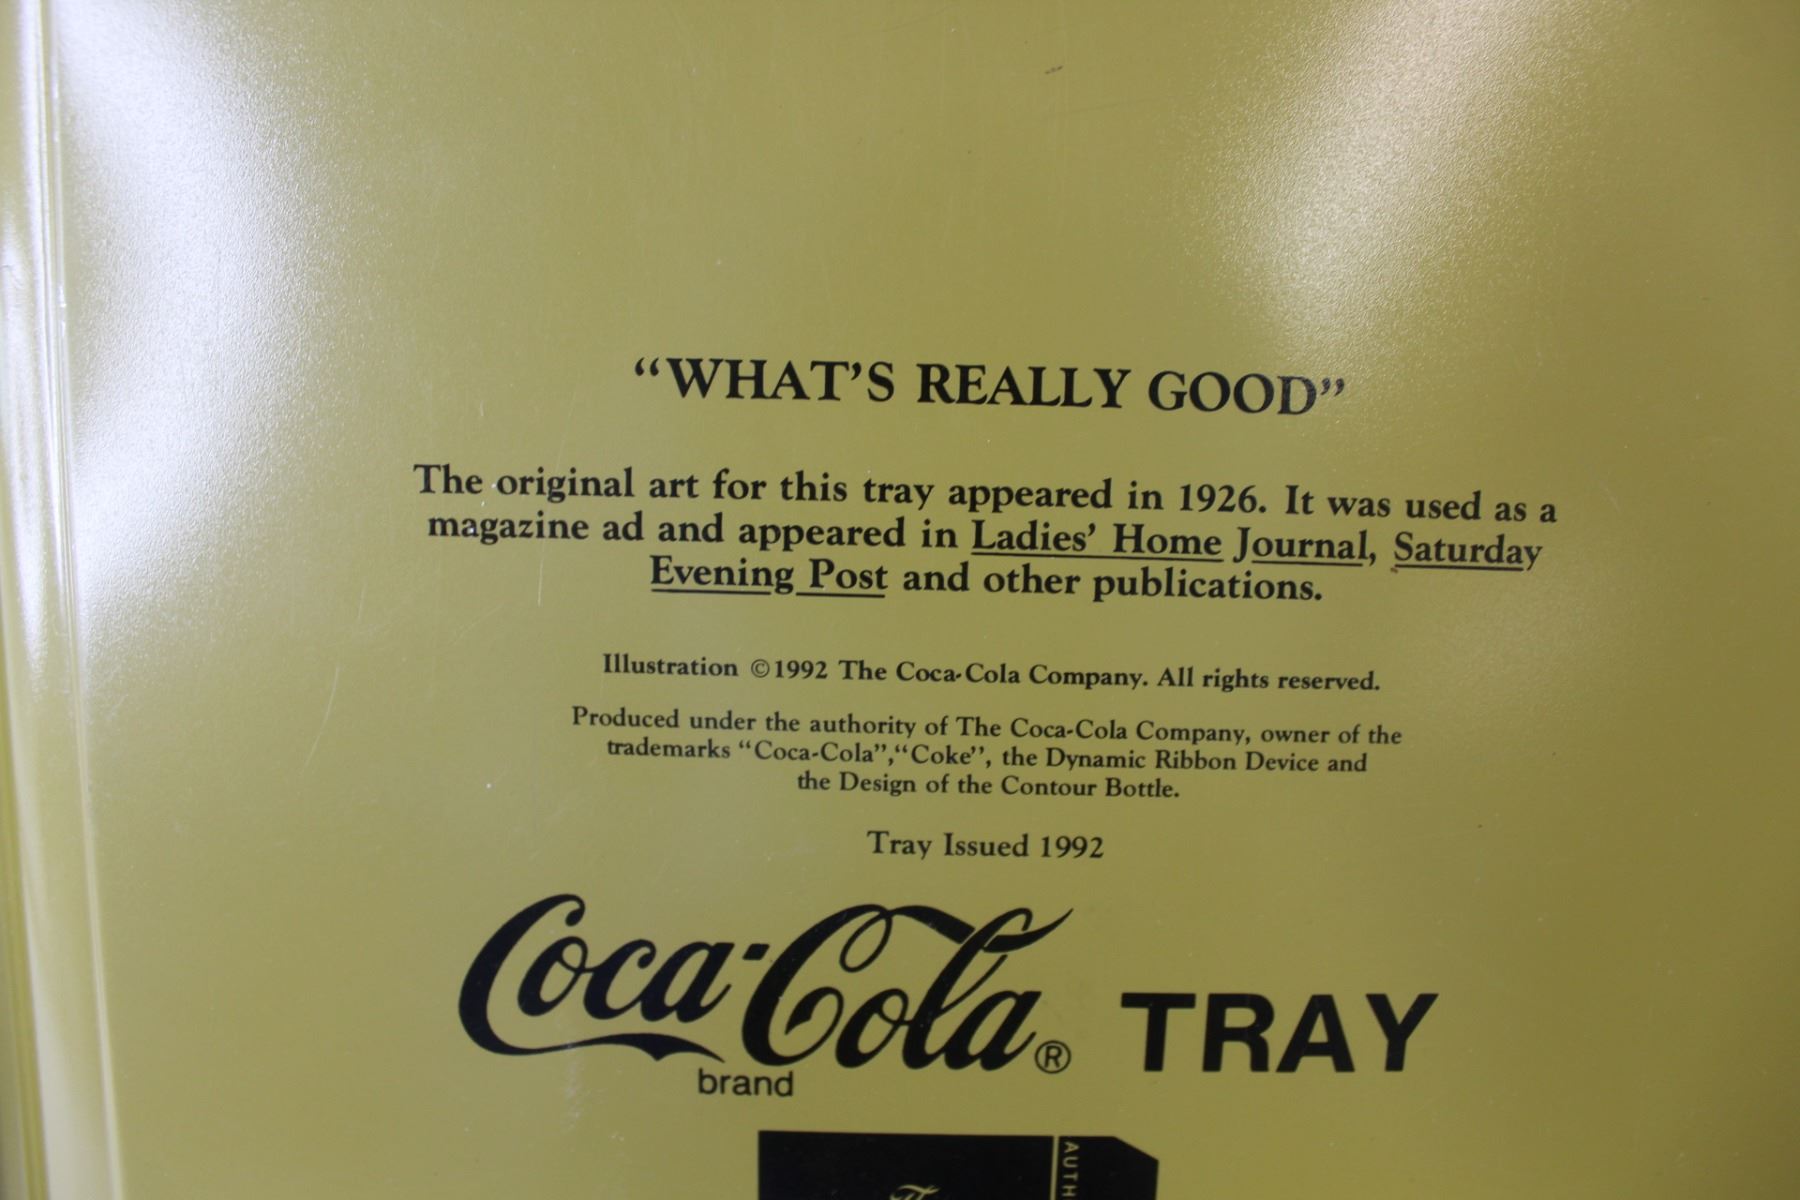 “WHAT’S REALLY GOOD”
The original art for this tray appeared in 1926. It was used as a
magazine ad and appeared in Ladies’ Home Journal, Saturday
Evening Post and other publications.
Illustration ©1992 The Coca-Cola Company. All rights reserved.
Produced under the authority of The Coca-Cola Company, owner of the
trademarks “Coca-Cola”,“Coke”, the Dynamic Ribbon Device and
the Design of the Contour Bottle.
Tray Issued 1992
Coca-Cola® TRAY
brand